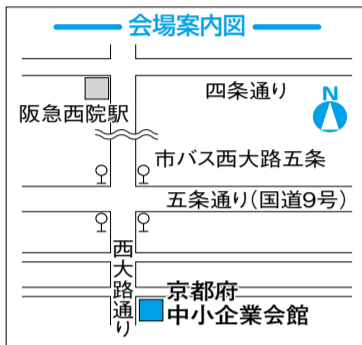 会場案内図
四条通り
N
阪急西院駅
市バス西大路五条
五条通り(国道9号)
西大路通り
京都府
中小企業会館